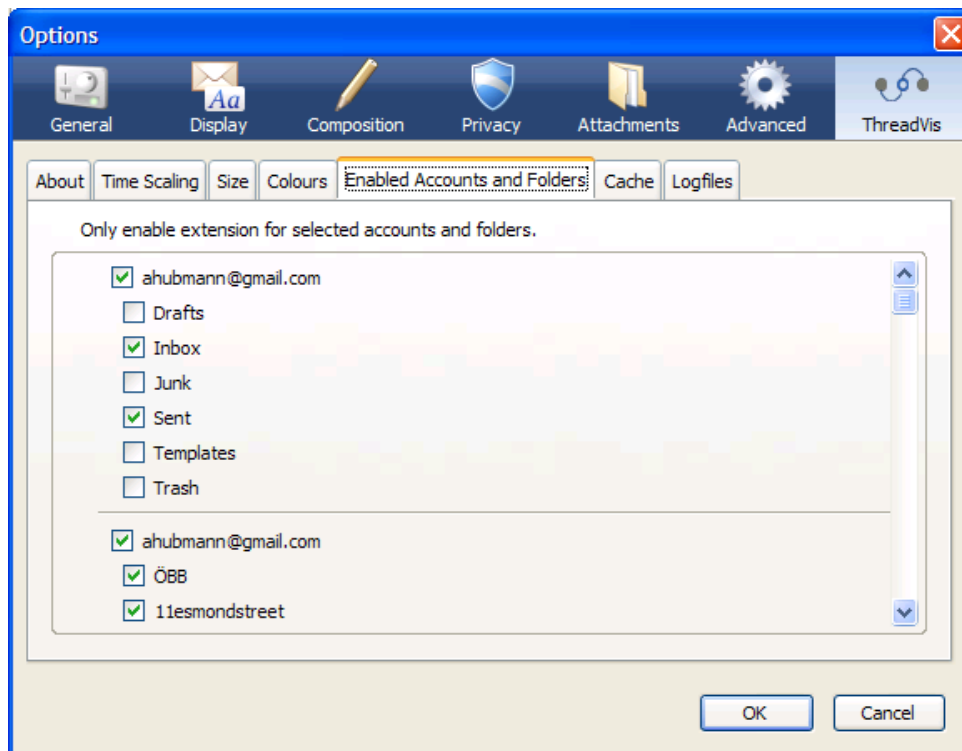 Options
General Display Composition Privacy Attachments Advanced ThreadVis
Aa
About Time Scaling Size Colours Enabled Accounts and Folders Cache Logfiles
Only enable extension for selected accounts and folders.
ahubmann@gmail.com
Drafts
Inbox
Junk
Sent
Templates
Trash
ahubmann@gmail.com
ÖBB
11esmondstreet
OK Cancel